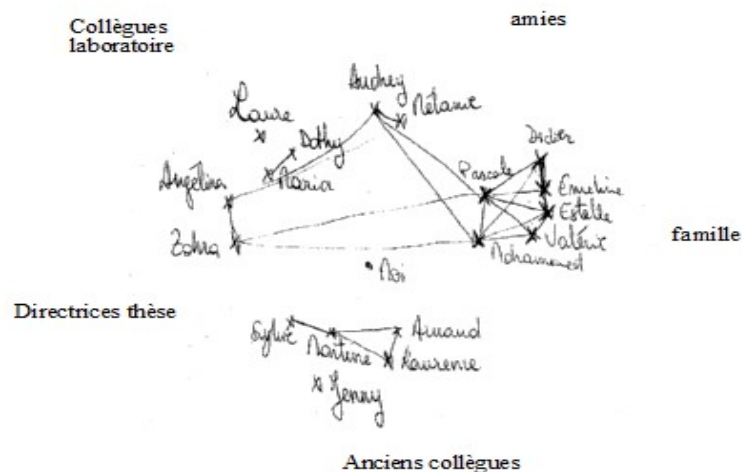 Collègues
laboratoire
amies
Audrey
Mélanie
Laure
Dothy
Maria
Didier
Pascale
Angélina
Emeline
Estelle
Zohra
Valérie
Mohammed
famille
Moi
Directrices thèse
Sylvie
Martine
Arnaud
Laurence
Jenny
Anciens collègues